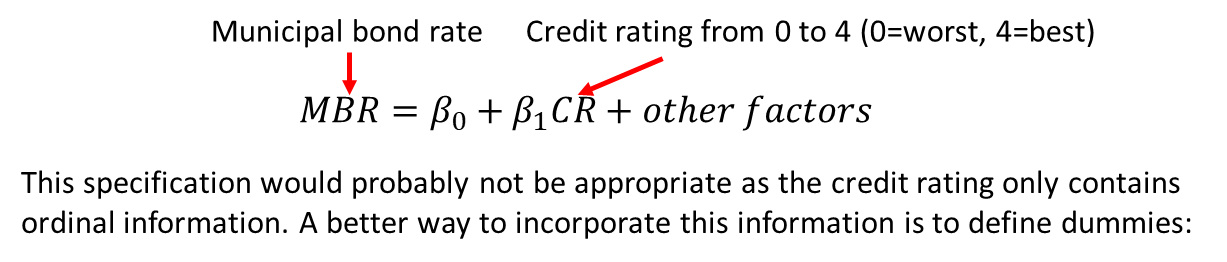 Municipal bond rate Credit rating from 0 to 4 (0=worst, 4=best)
MBR = β₀ + β₁CR + other factors
This specification would probably not be appropriate as the credit rating only contains
ordinal information. A better way to incorporate this information is to define dummies: